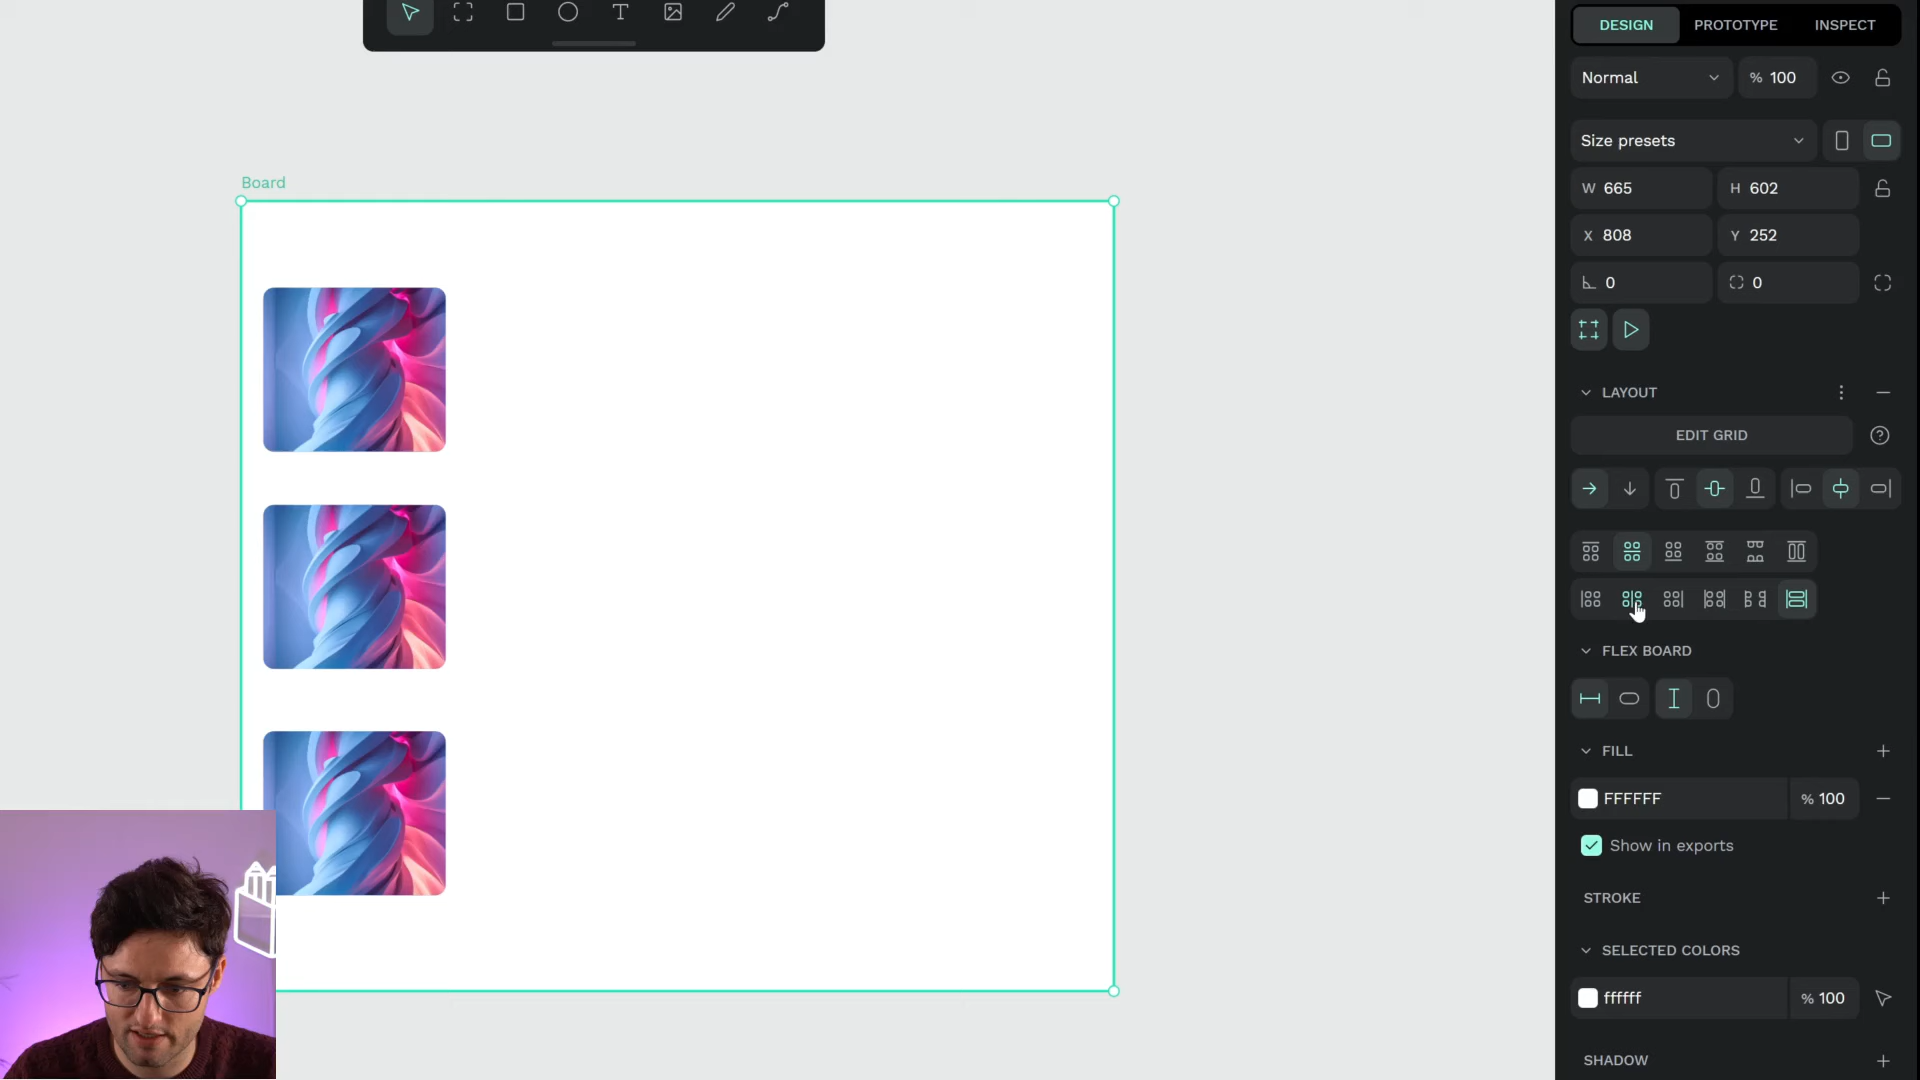 DESIGN PROTOTYPE INSPECT
Normal % 100
Board
Size presets
W 665 H 602
X 808 Y 252
0 0
LAYOUT
EDIT GRID
FLEX BOARD
FILL
FFFFFF % 100
Show in exports
STROKE
SELECTED COLORS
ffffff % 100
SHADOW